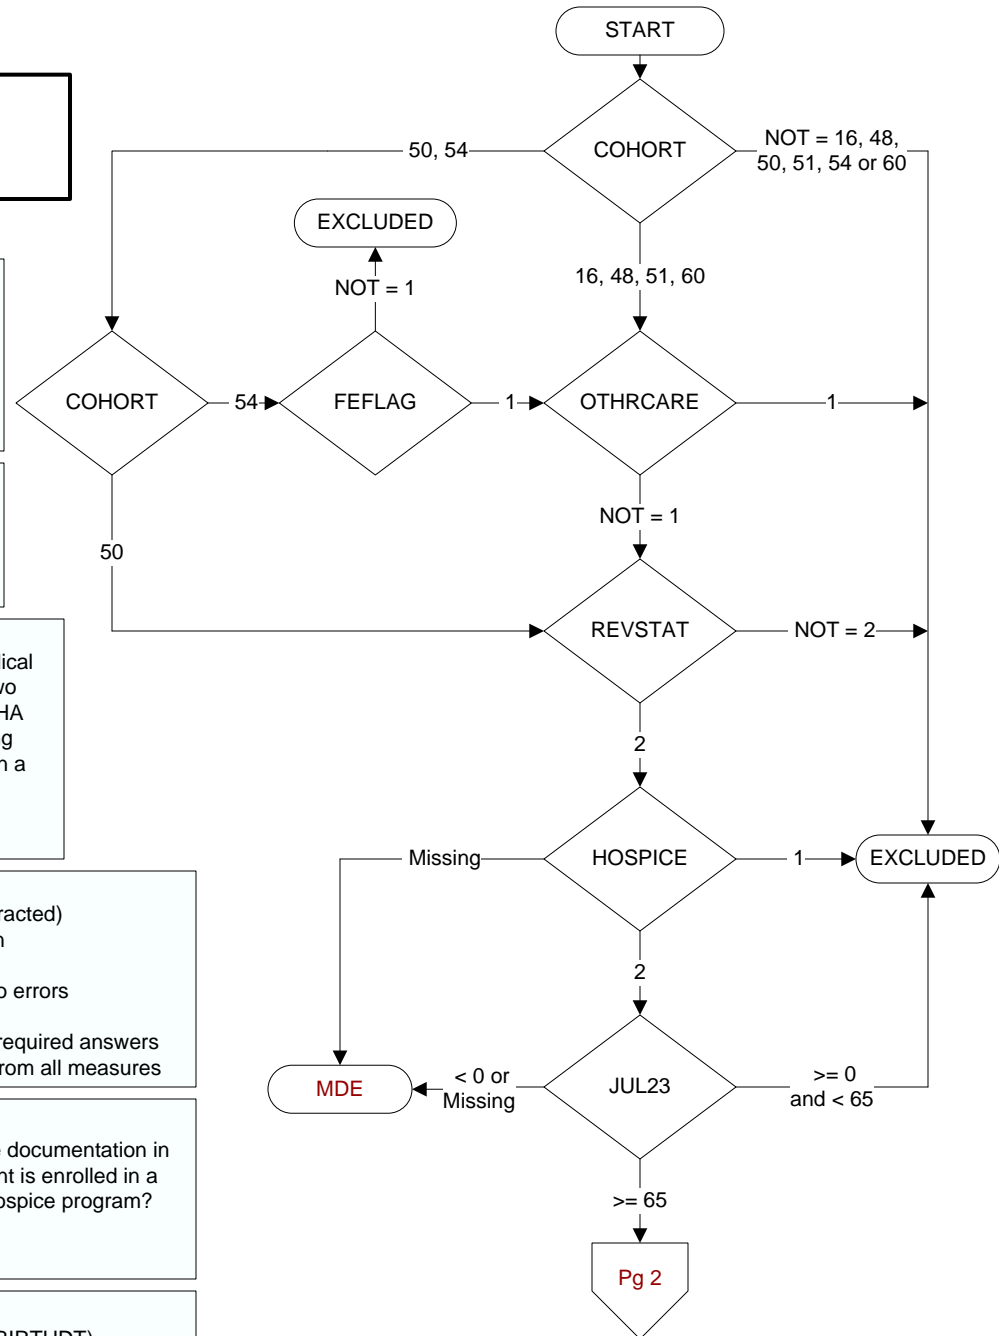 START
COHORT
50, 54
NOT = 16, 48,
50, 51, 54 or 60
EXCLUDED
NOT = 1
16, 48, 51, 60
COHORT
54
FEFLAG
1
OTHRCARE
1
NOT = 1
50
REVSTAT
NOT = 2
2
Missing
HOSPICE
1
EXCLUDED
2
MDE
< 0 or
Missing
JUL23
>= 0
and < 65
>= 65
Pg 2
HA
h a
racted)
o errors
required answers
rom all measures
documentation in
nt is enrolled in a
ospice program?